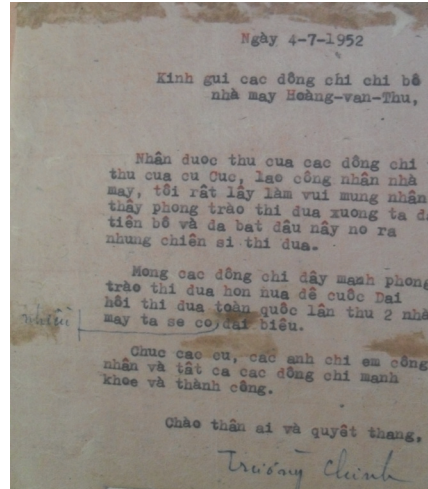 Ngày 4-7-1952
Kinh gui cac dông chi chi bô
nhà may Hoàng-van-Thu,
Nhân duoc thu cua cac dông chi
thu cua cu Cuc, lao công nhân nhà
may, tôi rât lây làm vui mung nhân
thây phong trào thi dua xuong ta da
tiên bô và da bat dâu nây no ra
nhung chiên si thi dua.
Mong cac dông chi dây manh phong
trào thi dua hon nua dê cuôc Dai
hôi thi dua toàn quôc lân thu 2 nhà
nhiều
may ta se co dai biêu.
Chuc cac cu, cac anh chi em công
nhân và tât ca cac dông chi manh
khoe và thành công.
Chào thân ai và quyêt thang,
Trường Chinh